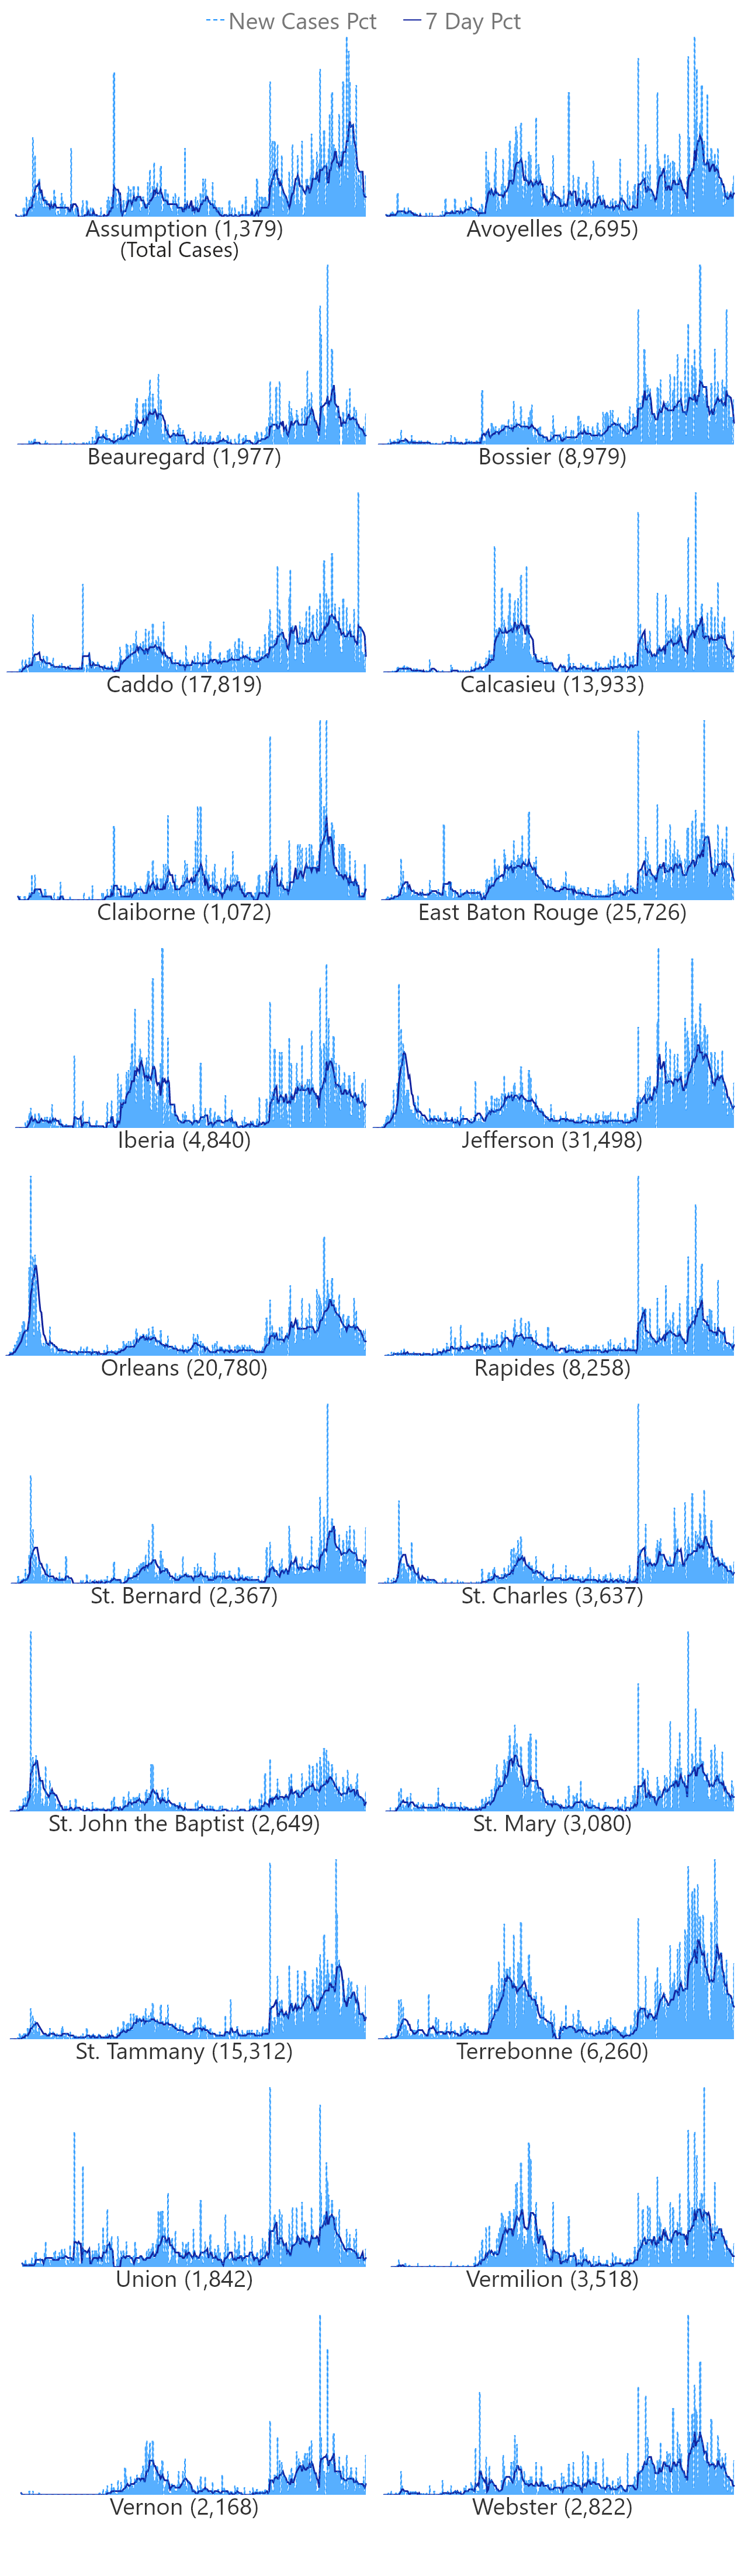 New Cases Pct 7 Day Pct
Assumption (1,379) Avoyelles (2,695)
(Total Cases)
Beauregard (1,977) Bossier (8,979)
Caddo (17,819) Calcasieu (13,933)
Claiborne (1,072) East Baton Rouge (25,726)
Iberia (4,840) Jefferson (31,498)
Orleans (20,780) Rapides (8,258)
St. Bernard (2,367) St. Charles (3,637)
St. John the Baptist (2,649) St. Mary (3,080)
St. Tammany (15,312) Terrebonne (6,260)
Union (1,842) Vermilion (3,518)
Vernon (2,168) Webster (2,822)